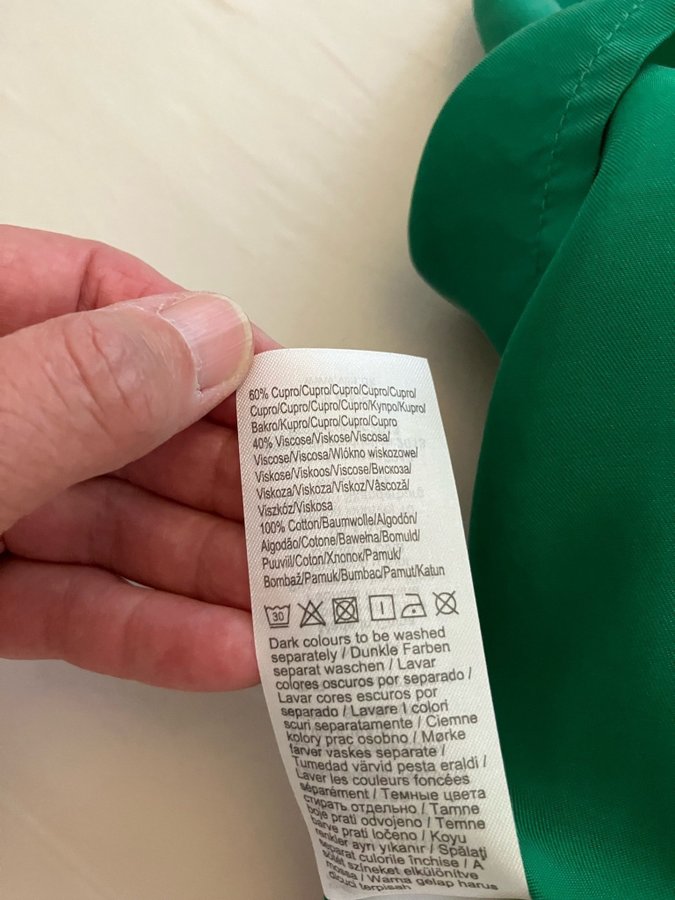 60% Cupro/Cupro/Cupro/Cupro/Cupro/
Cupro/Cupro/Cupro/Cupro/Купро/Kupro/
Bakro/Kupro/Cupro/Cupro/Cupro
40% Viscose/Viskose/Viscosa/
Viscose/Viscosa/Włókno wiskozowe/
Viskose/Viskoos/Viscose/Вискоза/
Viskoza/Viskoza/Viskoz/Vâscoză/
Viszkóz/Viskosa
100% Cotton/Baumwolle/Algodón/
Algodão/Cotone/Bawełna/Bomuld/
Puuvill/Coton/Хлопок/Pamuk/
Bombaž/Pamuk/Bumbac/Pamut/Katun
30
Dark colours to be washed
separately / Dunkle Farben
separat waschen / Lavar
colores oscuros por separado /
Lavar cores escuros por
separado / Lavare I colori
scuri separatamente / Ciemne
kolory prac osobno / Mørke
farver vaskes separate /
Tumedad värvid pesta eraldi /
Laver les couleurs foncées
séparément / Темные цвета
стирать отдельно / Tamne
boje prati odvojeno / Temne
barve prati ločeno / Koyu
renkler ayrı yıkanır / Spălaţi
separat culorile închise / A
sötét színeket elkülönítve
mossa / Warna gelap harus
dicuci terpisah